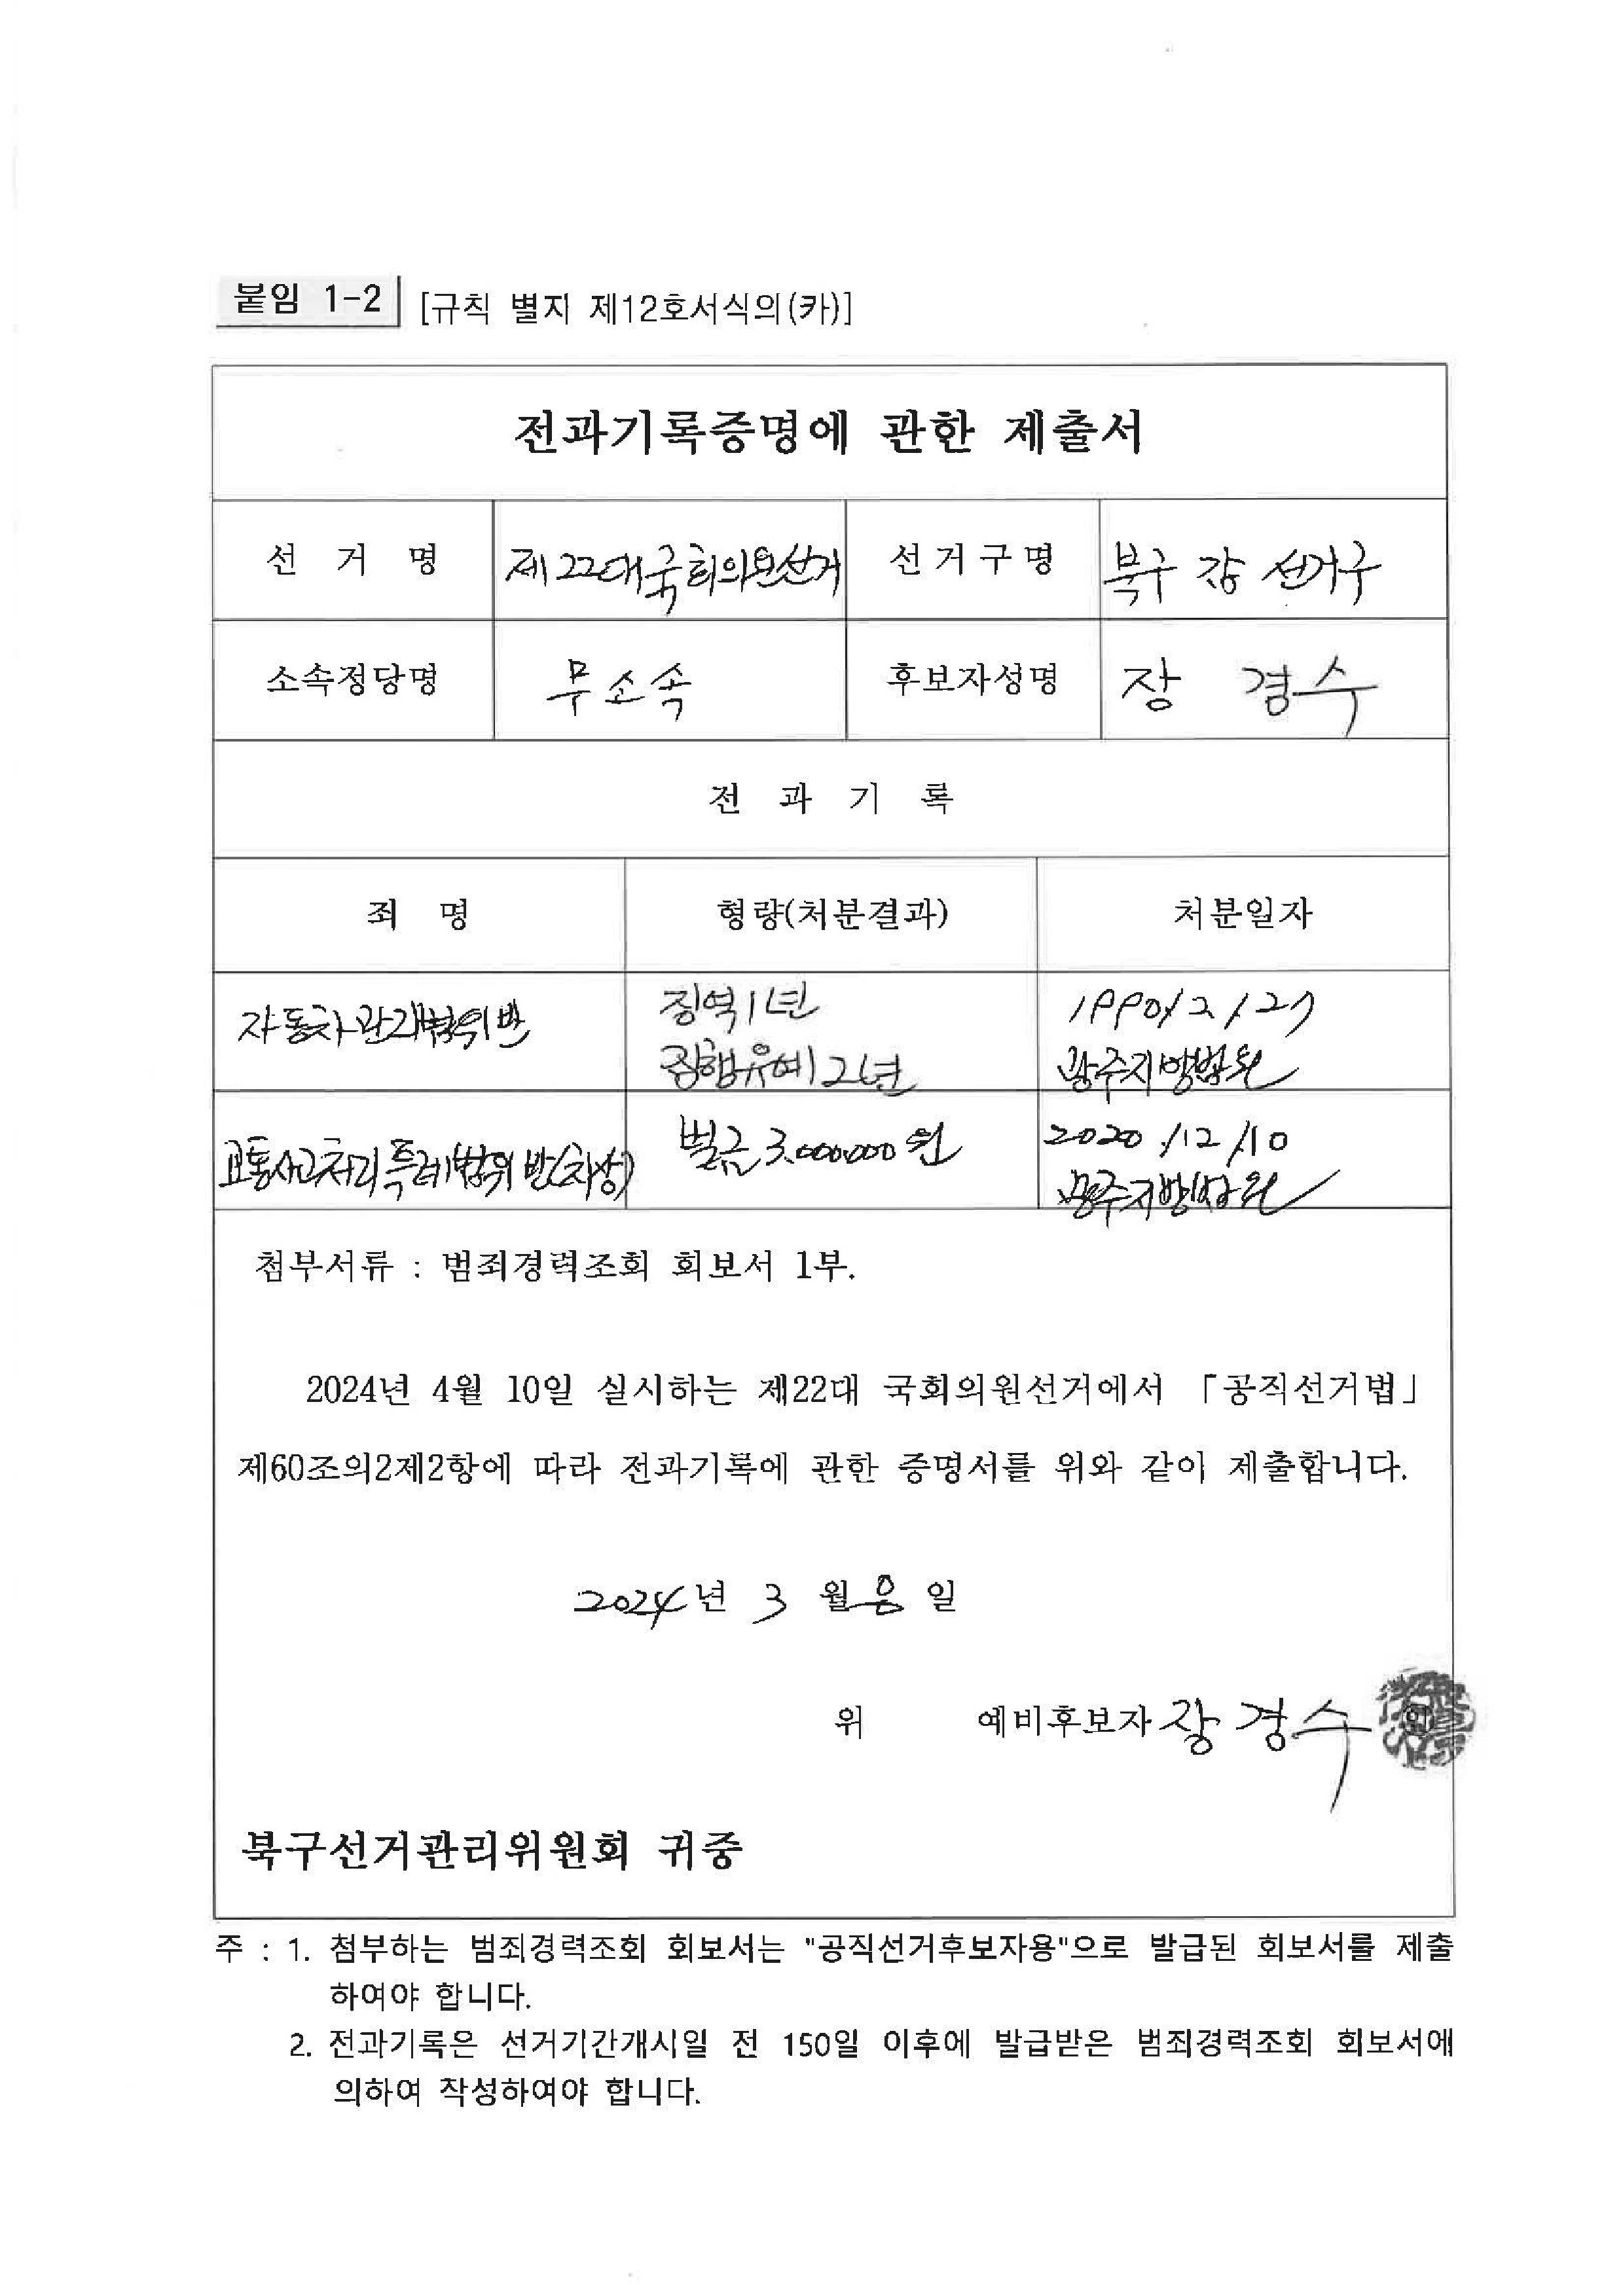 붙임 1-2 [규칙 별지 제12호서식의(카)]
전과기록증명에 관한 제출서
선 거 명 제22대국회의원선거 선거구명 북구 갑 선거구
소속정당명 무소속 후보자성명 장 경수
전 과 기 록
죄 명 형량(처분결과) 처분일자
자동차관리법위반 징역1년 1990/2/27
집행유예2년 광주지방법원
교통사고처리특례법위반(치상) 벌금 3,000,000원 2020/12/10
광주지방법원
첨부서류 : 범죄경력조회 회보서 1부.
2024년 4월 10일 실시하는 제22대 국회의원선거에서 「공직선거법」
제60조의2제2항에 따라 전과기록에 관한 증명서를 위와 같이 제출합니다.
2024년 3 월 8 일
위 예비후보자 장 경수
북구선거관리위원회 귀중
주 : 1. 첨부하는 범죄경력조회 회보서는 "공직선거후보자용"으로 발급된 회보서를 제출
하여야 합니다.
2. 전과기록은 선거기간개시일 전 150일 이후에 발급받은 범죄경력조회 회보서에
의하여 작성하여야 합니다.